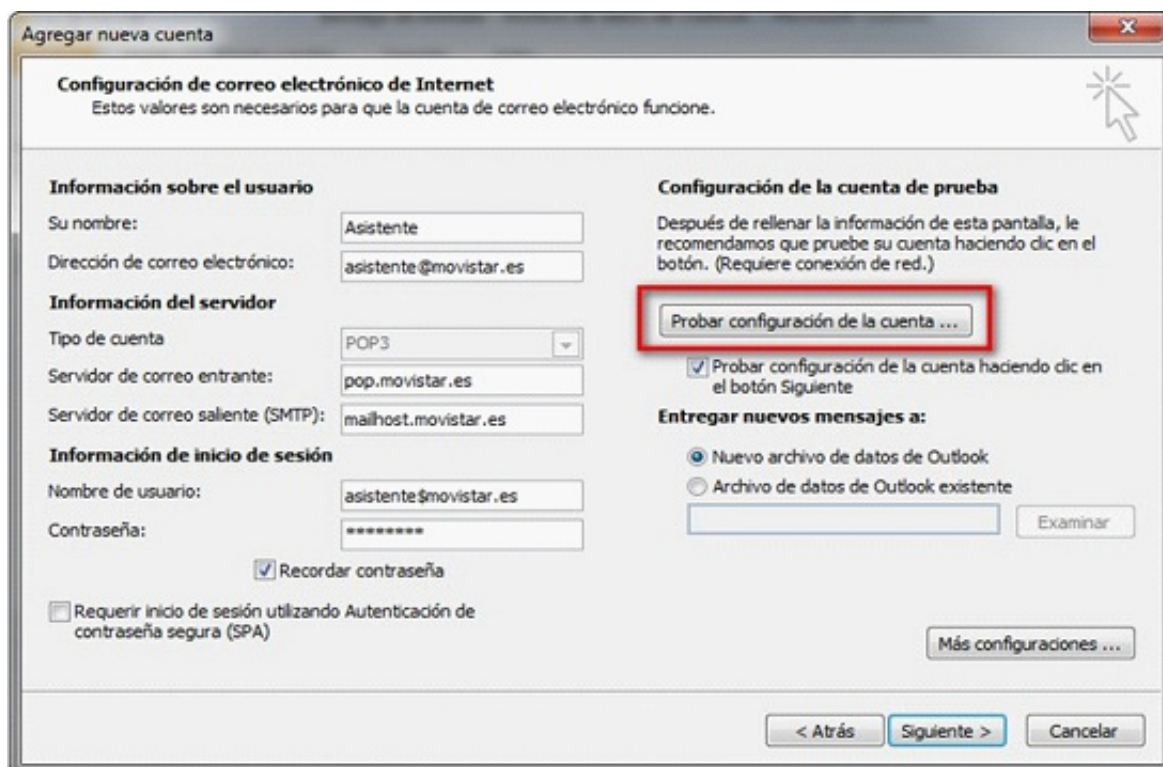 Agregar nueva cuenta
Configuración de correo electrónico de Internet
Estos valores son necesarios para que la cuenta de correo electrónico funcione.
Información sobre el usuario
Su nombre:
Asistente
Dirección de correo electrónico:
asistente@movistar.es
Información del servidor
Tipo de cuenta
POP3
Servidor de correo entrante:
pop.movistar.es
Servidor de correo saliente (SMTP):
mailhost.movistar.es
Información de inicio de sesión
Nombre de usuario:
asistente$movistar.es
Contraseña:
********
Recordar contraseña
Requerir inicio de sesión utilizando Autenticación de
contraseña segura (SPA)
Configuración de la cuenta de prueba
Después de rellenar la información de esta pantalla, le
recomendamos que pruebe su cuenta haciendo clic en el
botón. (Requiere conexión de red.)
Probar configuración de la cuenta ...
Probar configuración de la cuenta haciendo clic en
el botón Siguiente
Entregar nuevos mensajes a:
Nuevo archivo de datos de Outlook
Archivo de datos de Outlook existente
Examinar
Más configuraciones ...
< Atrás
Siguiente >
Cancelar